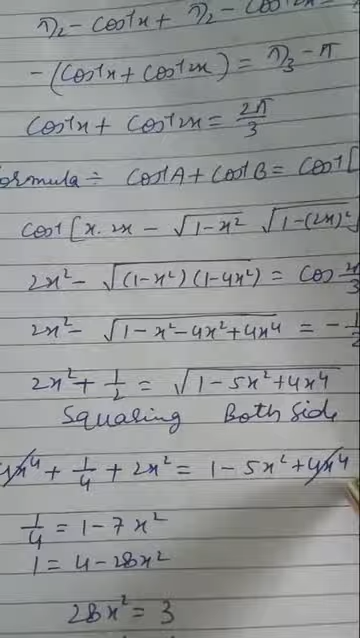 π/2 - cos⁻¹x + π/2 - cos⁻¹2x =
-(cos⁻¹x + cos⁻¹2x) = π/3 - π
cos⁻¹x + cos⁻¹2x = 2π/3
Formula ÷ cos⁻¹A + cos⁻¹B = cos⁻¹[
cos⁻¹[x·2x - √1-x² √1-(2x)²
2x² - √(1-x²)(1-4x²) = cos 2π/3
2x² - √1-x²-4x²+4x⁴ = -1/2
2x² + 1/2 = √1-5x²+4x⁴
Squaring Both Side
4x⁴ + 1/4 + 2x² = 1-5x²+4x⁴
1/4 = 1-7x²
1 = 4-28x²
28x² = 3